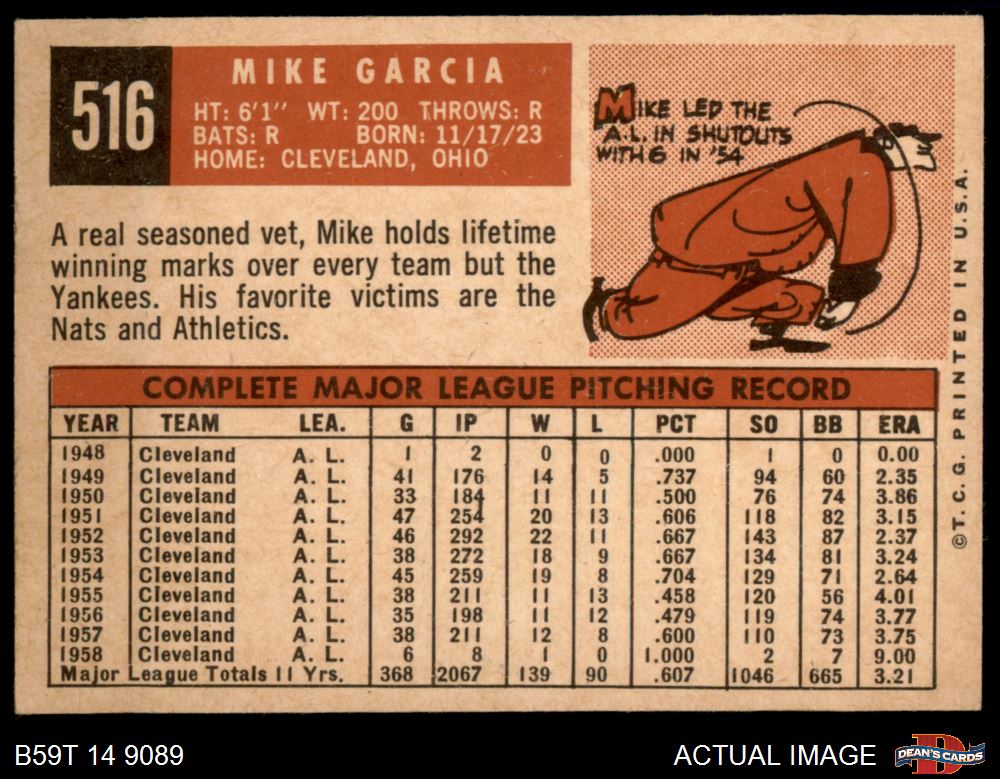 516
MIKE GARCIA
HT: 6'1" WT: 200 THROWS: R
BATS: R BORN: 11/17/23
HOME: CLEVELAND, OHIO
MIKE LED THE
A.L. IN SHUTOUTS
WITH 6 IN '54
A real seasoned vet, Mike holds lifetime
winning marks over every team but the
Yankees. His favorite victims are the
Nats and Athletics.
COMPLETE MAJOR LEAGUE PITCHING RECORD
YEAR TEAM LEA. G IP W L PCT SO BB ERA
1948 Cleveland A. L. 1 2 0 0 .000 1 0 0.00
1949 Cleveland A. L. 41 176 14 5 .737 94 60 2.35
1950 Cleveland A. L. 33 184 11 11 .500 76 74 3.86
1951 Cleveland A. L. 47 254 20 13 .606 118 82 3.15
1952 Cleveland A. L. 46 292 22 11 .667 143 87 2.37
1953 Cleveland A. L. 38 272 18 9 .667 134 81 3.24
1954 Cleveland A. L. 45 259 19 8 .704 129 71 2.64
1955 Cleveland A. L. 38 211 11 13 .458 120 56 4.01
1956 Cleveland A. L. 35 198 11 12 .479 119 74 3.77
1957 Cleveland A. L. 38 211 12 8 .600 110 73 3.75
1958 Cleveland A. L. 6 8 1 0 1.000 2 7 9.00
Major League Totals 11 Yrs. 368 2067 139 90 .607 1046 665 3.21
©T. C. G. PRINTED IN U.S.A.
B59T 14 9089
ACTUAL IMAGE
D
DEAN'S CARDS